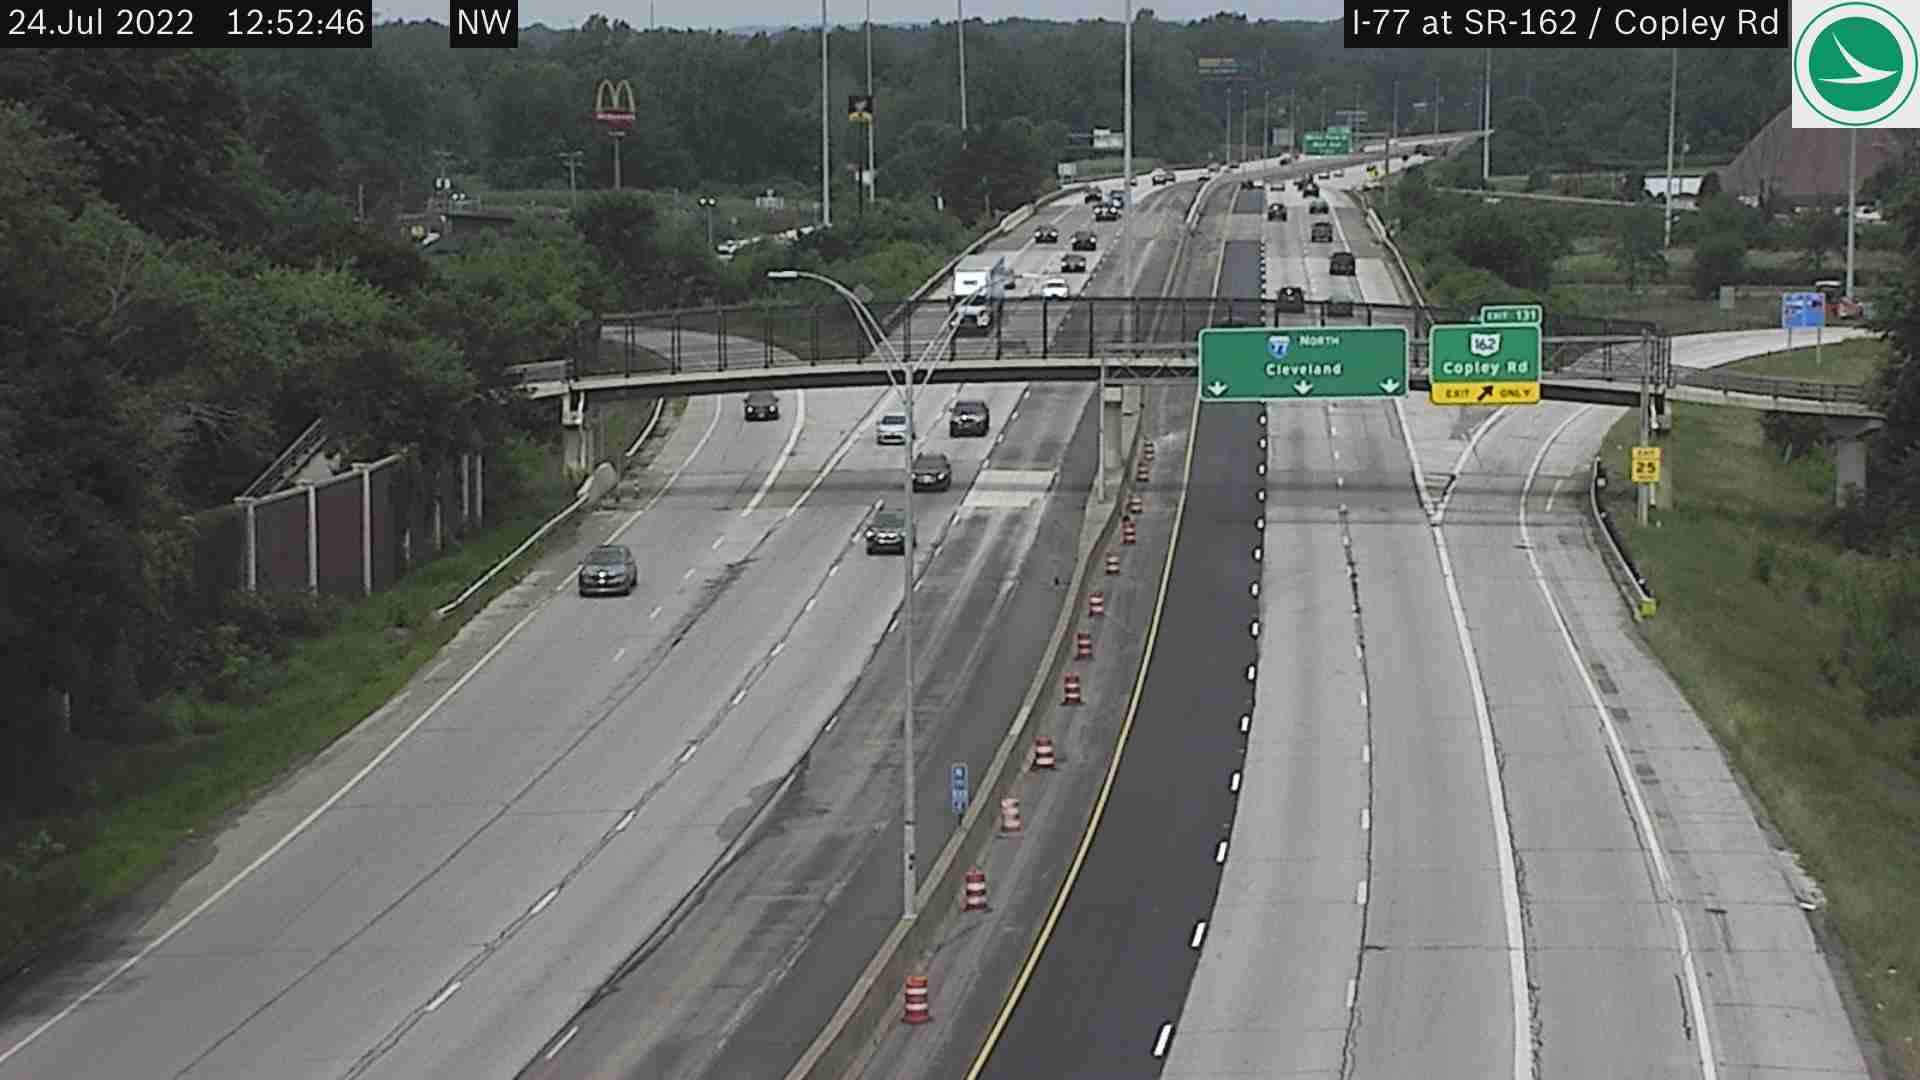 24.Jul 2022 12:52:46
NW
I-77 at SR-162 / Copley Rd
McDonald's
EXIT 131
77 NORTH
Cleveland
162
Copley Rd
EXIT ONLY
EXIT
25